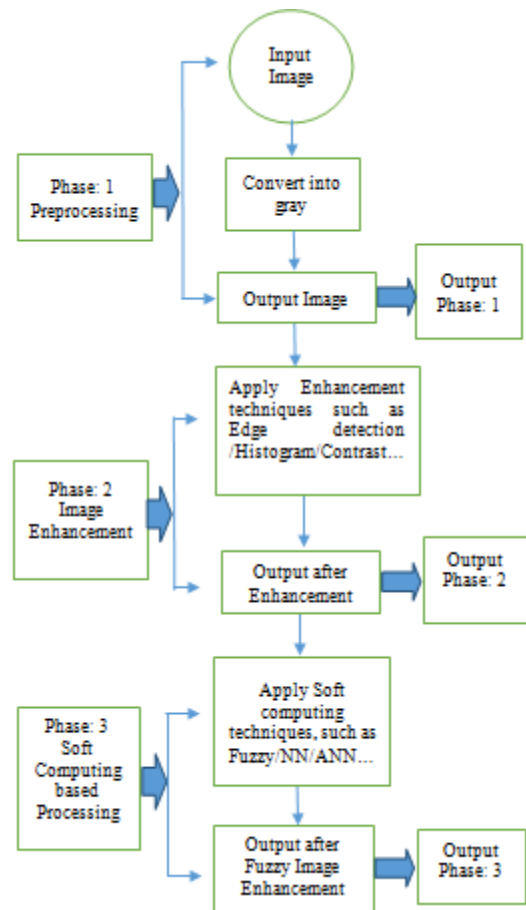 Input
Image
Phase: 1
Preprocessing
Convert into
gray
Output Image
Output
Phase: 1
Apply Enhancement
techniques such as
Edge detection
/Histogram/Contrast...
Phase: 2
Image
Enhancement
Output after
Enhancement
Output
Phase: 2
Apply Soft
computing
techniques, such as
Fuzzy/NN/ANN...
Phase: 3
Soft
Computing
based
Processing
Output after
Fuzzy Image
Enhancement
Output
Phase: 3